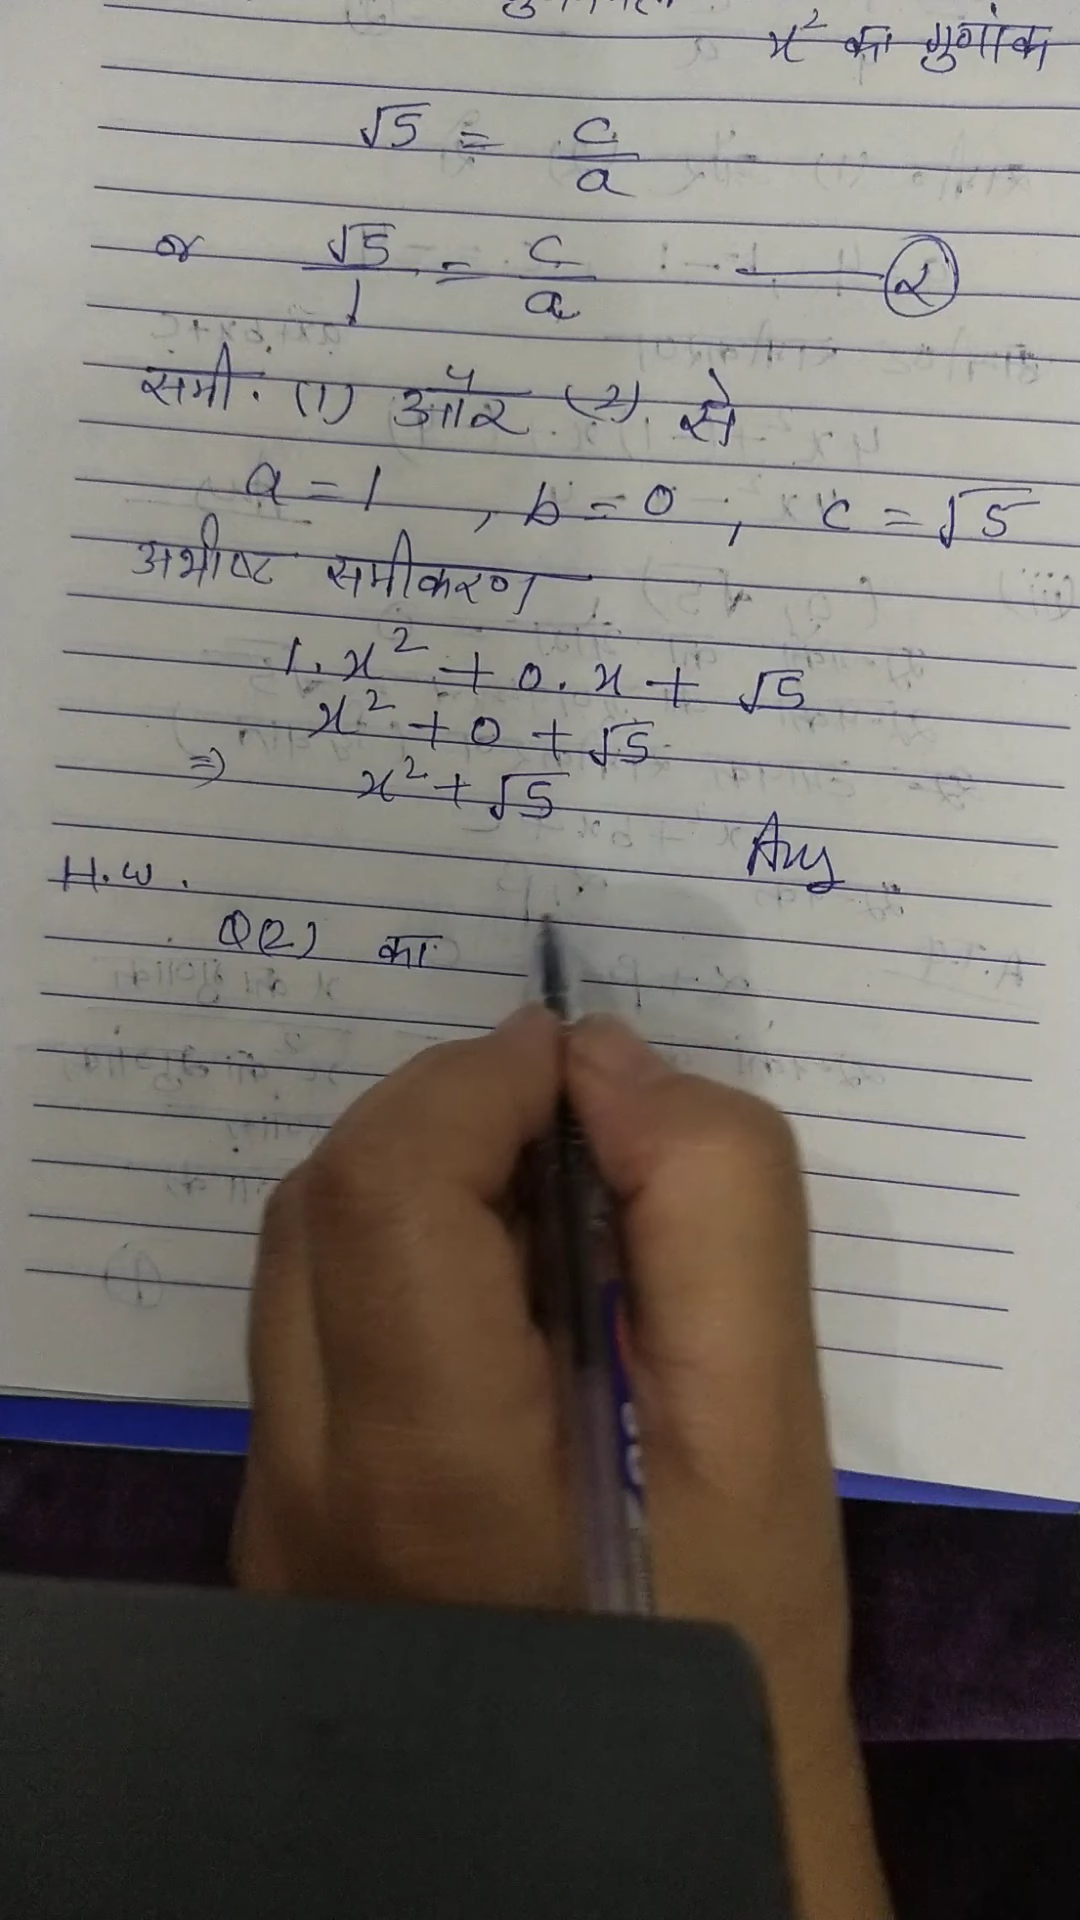 x² का गुणांक
√5 = c/a
or √5/1 = c/a ——— ②
समी. (1) और (2) से
a = 1 , b = 0 , c = √5
अभीष्ट समीकरण
1.x² + 0.x + √5
x² + 0 + √5
⇒ x² + √5
Ans
H.W.
Q(2) का